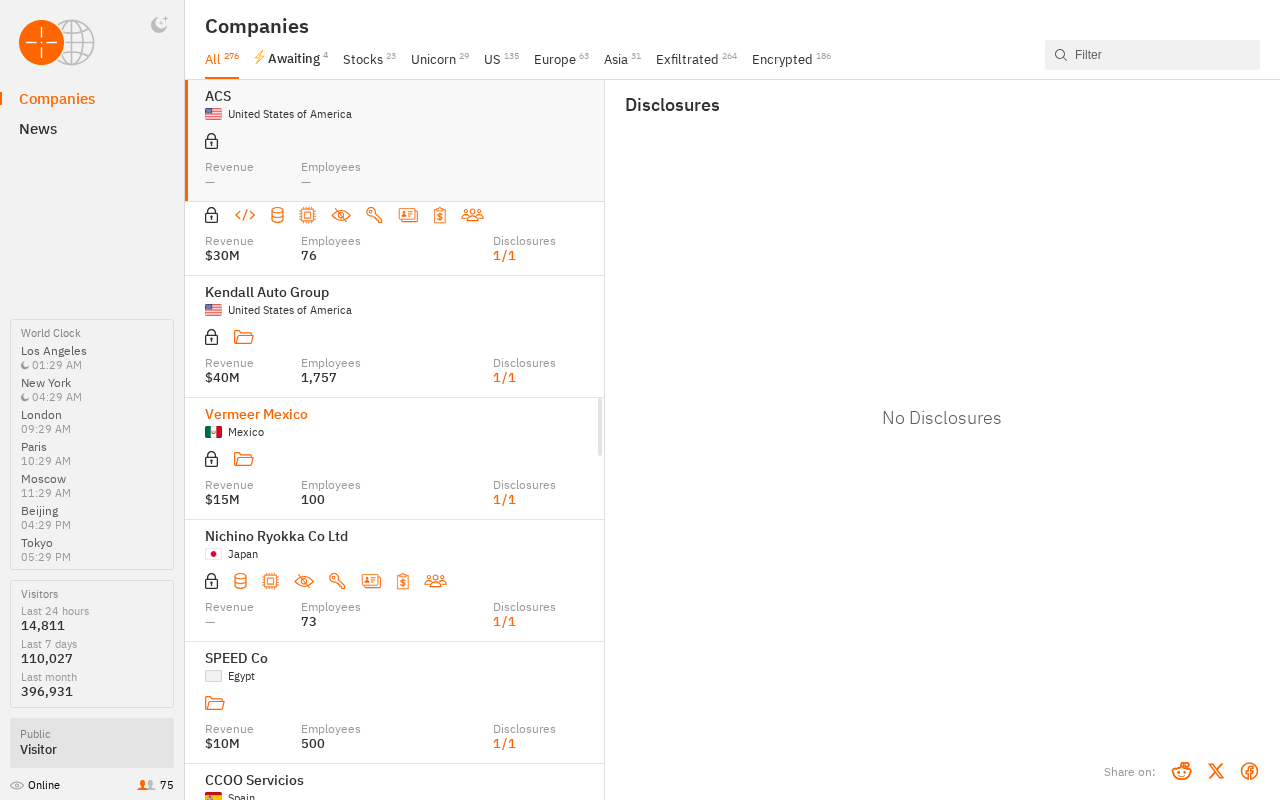 Companies
News
World Clock
Los Angeles
01:29 AM
New York
04:29 AM
London
09:29 AM
Paris
10:29 AM
Moscow
11:29 AM
Beijing
04:29 PM
Tokyo
05:29 PM
Visitors
Last 24 hours
14,811
Last 7 days
110,027
Last month
396,931
Public
Visitor
Online 75
Companies
All 276 Awaiting 4 Stocks 23 Unicorn 29 US 135 Europe 63 Asia 31 Exfiltrated 264 Encrypted 186
Filter
ACS
United States of America
Revenue Employees
— —
Revenue Employees Disclosures
$30M 76 1/1
Kendall Auto Group
United States of America
Revenue Employees Disclosures
$40M 1,757 1/1
Vermeer Mexico
Mexico
Revenue Employees Disclosures
$15M 100 1/1
Nichino Ryokka Co Ltd
Japan
Revenue Employees Disclosures
— 73 1/1
SPEED Co
Egypt
Revenue Employees Disclosures
$10M 500 1/1
CCOO Servicios
Spain
Disclosures
No Disclosures
Share on: